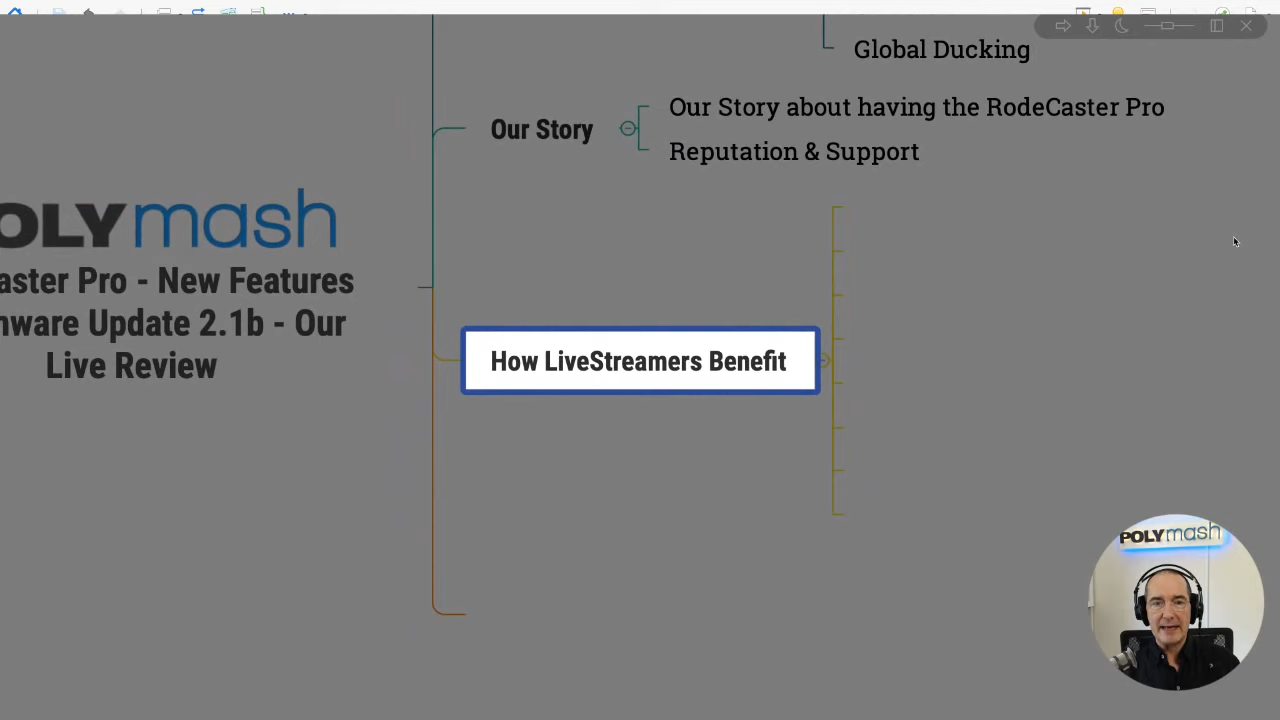 Global Ducking
Our Story
Our Story about having the RodeCaster Pro
Reputation & Support
OLYmash
aster Pro - New Features
ware Update 2.1b - Our
Live Review
How LiveStreamers Benefit
POLYmash